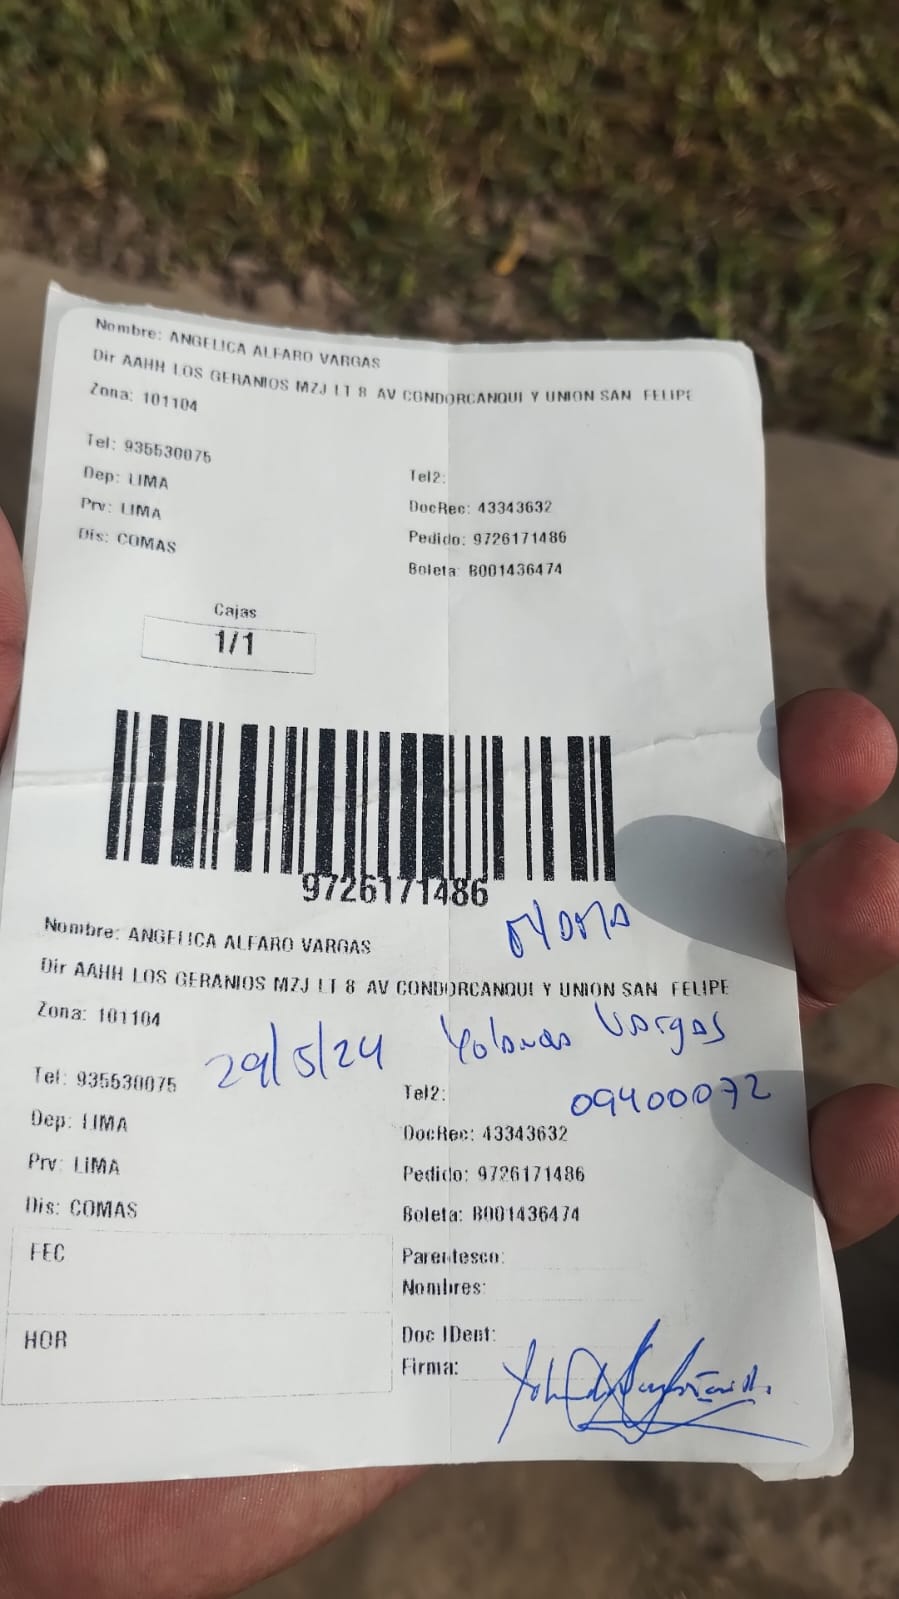 Nombre: ANGELICA ALFARO VARGAS
Dir AAHH LOS GERANIOS MZJ LT 8 AV CONDORCANQUI Y UNION SAN FELIPE
Zona: 101104
Tel: 935530075
Tel2:
Dep: LIMA
DocRec: 43343632
Prv: LIMA
Pedido: 9726171486
Dis: COMAS
Boleta: B001436474
Cajas
1/1
9726171486
Nombre: ANGELICA ALFARO VARGAS
Dir AAHH LOS GERANIOS MZJ LT 8 AV CONDORCANQUI Y UNION SAN FELIPE
Zona: 101104
29/5/24 Yolanda Vargas
Tel: 935530075
Tel2:
09400072
Dep: LIMA
DocRec: 43343632
Prv: LIMA
Pedido: 9726171486
Dis: COMAS
Boleta: B001436474
FEC
Parentesco:
Nombres:
HOR
Doc IDent:
Firma: